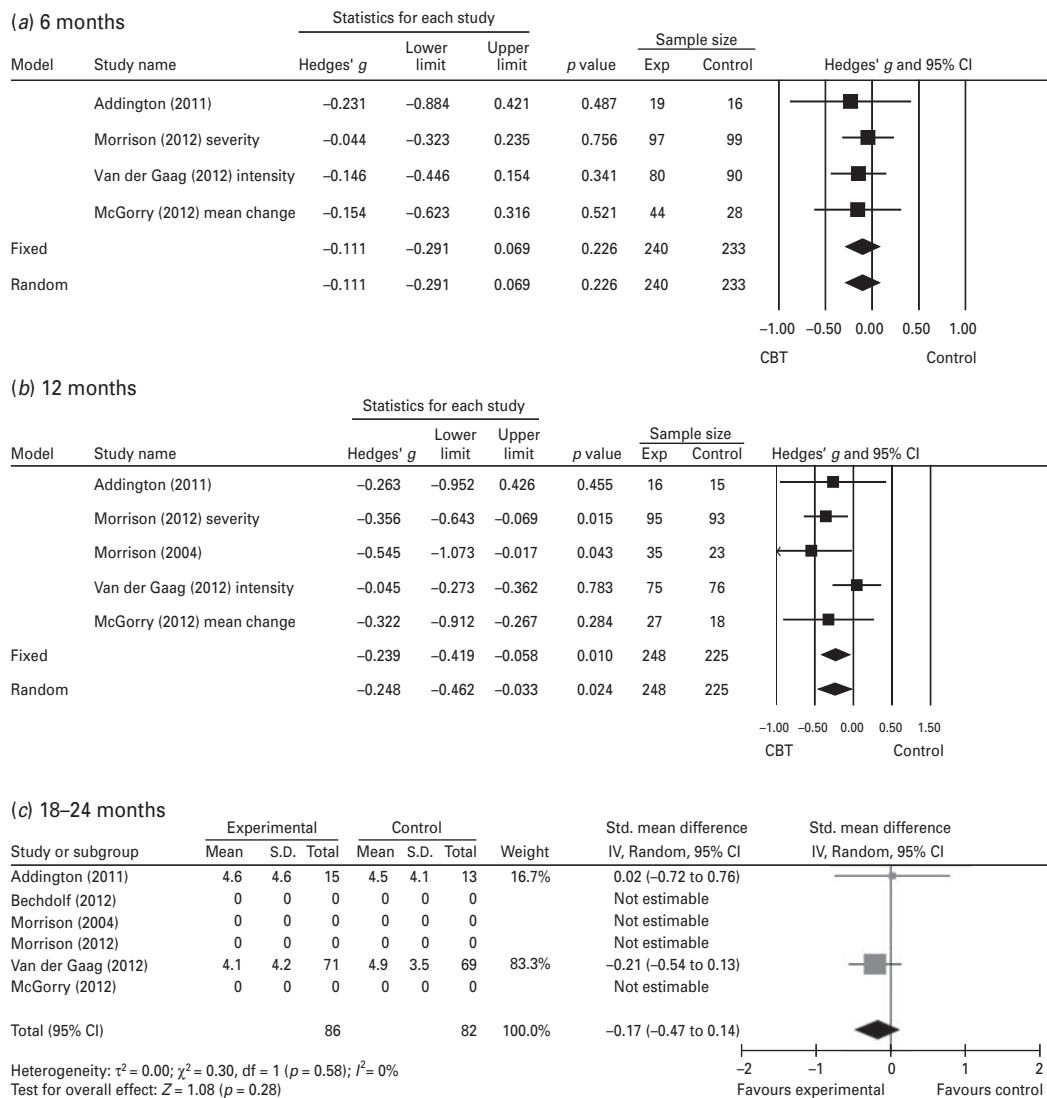 (a) 6 months
Statistics for each study
Sample size
Model Study name Hedges' g Lower limit Upper limit p value Exp Control Hedges' g and 95% CI
Addington (2011) −0.231 −0.884 0.421 0.487 19 16
Morrison (2012) severity −0.044 −0.323 0.235 0.756 97 99
Van der Gaag (2012) intensity −0.146 −0.446 0.154 0.341 80 90
McGorry (2012) mean change −0.154 −0.623 0.316 0.521 44 28
Fixed −0.111 −0.291 0.069 0.226 240 233
Random −0.111 −0.291 0.069 0.226 240 233
−1.00 −0.50 0.00 0.50 1.00
CBT Control
(b) 12 months
Statistics for each study
Sample size
Model Study name Hedges' g Lower limit Upper limit p value Exp Control Hedges' g and 95% CI
Addington (2011) −0.263 −0.952 0.426 0.455 16 15
Morrison (2012) severity −0.356 −0.643 −0.069 0.015 95 93
Morrison (2004) −0.545 −1.073 −0.017 0.043 35 23
Van der Gaag (2012) intensity −0.045 −0.273 −0.362 0.783 75 76
McGorry (2012) mean change −0.322 −0.912 −0.267 0.284 27 18
Fixed −0.239 −0.419 −0.058 0.010 248 225
Random −0.248 −0.462 −0.033 0.024 248 225
−1.00 −0.50 0.00 0.50 1.50
CBT Control
(c) 18–24 months
Experimental Control Std. mean difference Std. mean difference
Study or subgroup Mean S.D. Total Mean S.D. Total Weight IV, Random, 95% CI IV, Random, 95% CI
Addington (2011) 4.6 4.6 15 4.5 4.1 13 16.7% 0.02 (−0.72 to 0.76)
Bechdolf (2012) 0 0 0 0 0 0 Not estimable
Morrison (2004) 0 0 0 0 0 0 Not estimable
Morrison (2012) 0 0 0 0 0 0 Not estimable
Van der Gaag (2012) 4.1 4.2 71 4.9 3.5 69 83.3% −0.21 (−0.54 to 0.13)
McGorry (2012) 0 0 0 0 0 0 Not estimable
Total (95% CI) 86 82 100.0% −0.17 (−0.47 to 0.14)
Heterogeneity: τ² = 0.00; χ² = 0.30, df = 1 (p = 0.58); I² = 0%
Test for overall effect: Z = 1.08 (p = 0.28)
−2 −1 0 1 2
Favours experimental Favours control